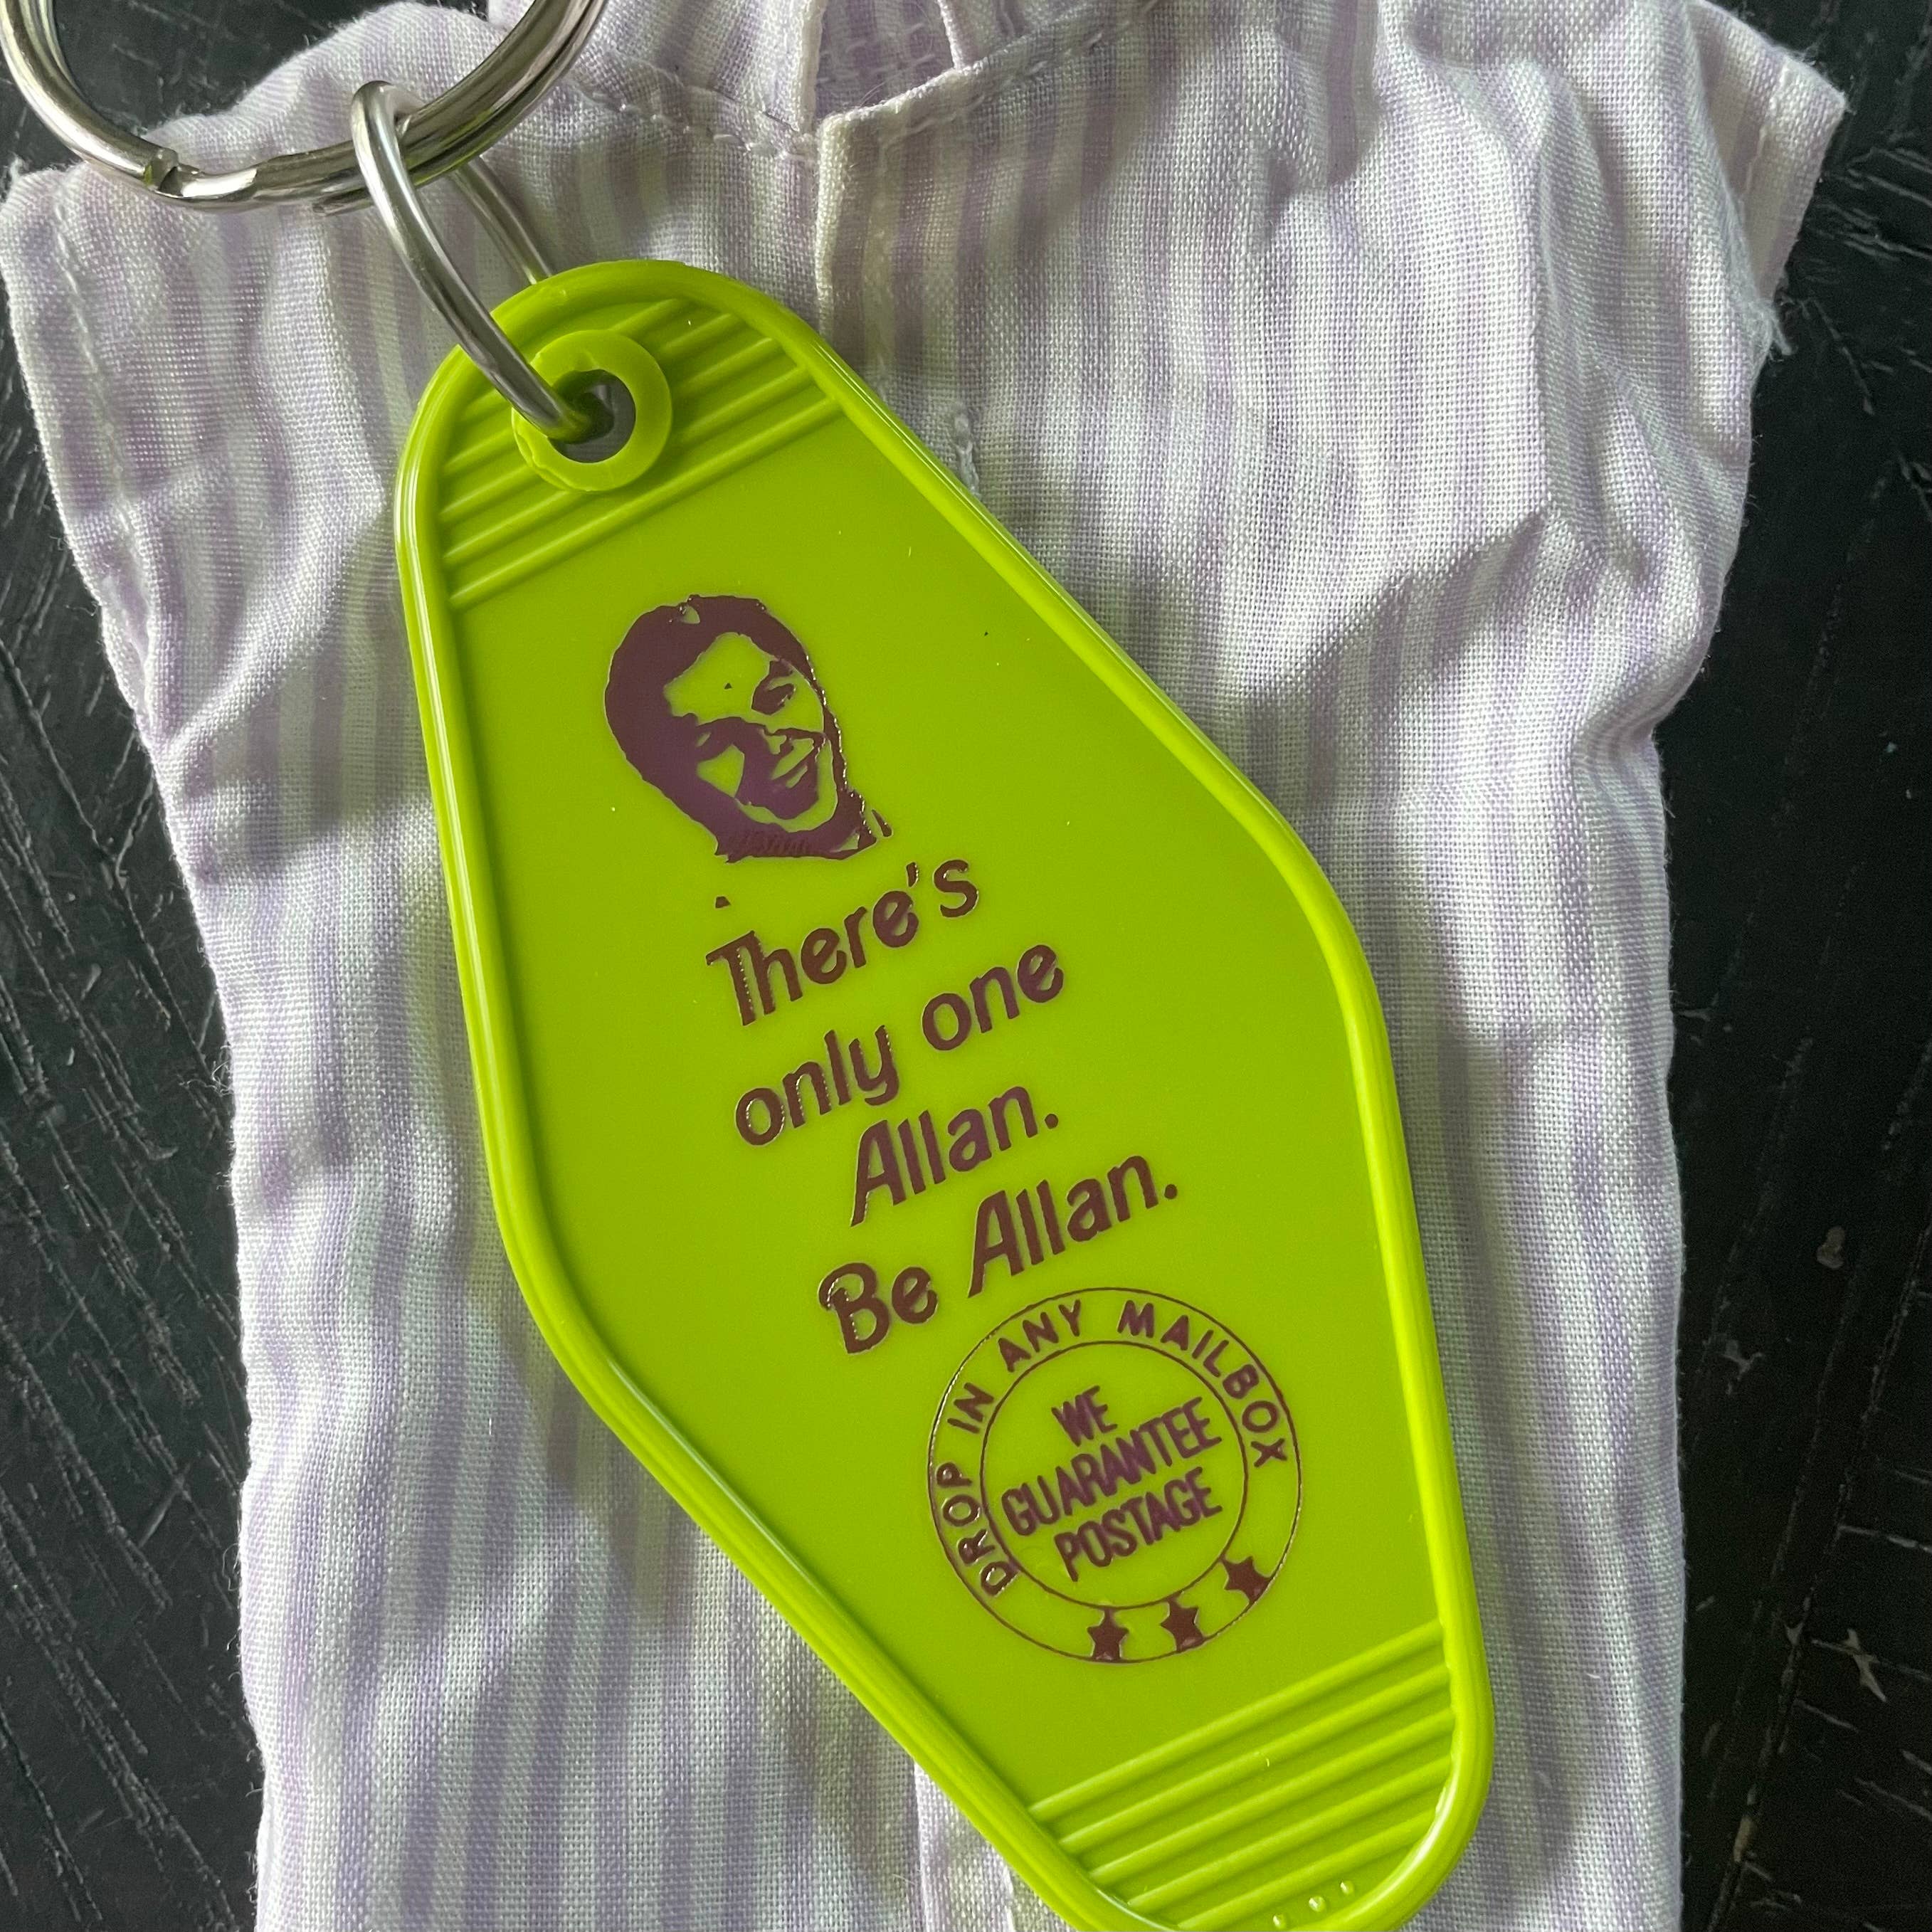 There's
only one
Allan.
Be Allan.
DROP IN ANY MAILBOX
WE
GUARANTEE
POSTAGE